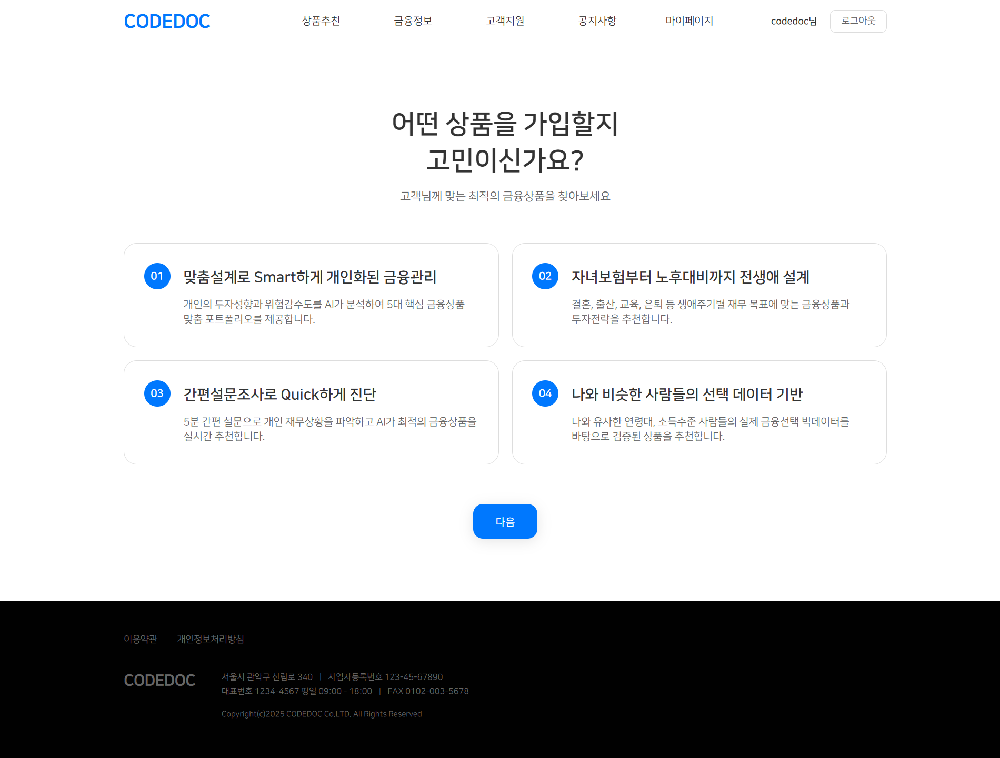 CODEDOC 상품추천 금융정보 고객지원 공지사항 마이페이지 codedoc님 로그아웃
어떤 상품을 가입할지
고민이신가요?
고객님께 맞는 최적의 금융상품을 찾아보세요
01 맞춤설계로 Smart하게 개인화된 금융관리
개인의 투자성향과 위험감수도를 AI가 분석하여 5대 핵심 금융상품
맞춤 포트폴리오를 제공합니다.
02 자녀보험부터 노후대비까지 전생애 설계
결혼, 출산, 교육, 은퇴 등 생애주기별 재무 목표에 맞는 금융상품과
투자전략을 추천합니다.
03 간편설문조사로 Quick하게 진단
5분 간편 설문으로 개인 재무상황을 파악하고 AI가 최적의 금융상품을
실시간 추천합니다.
04 나와 비슷한 사람들의 선택 데이터 기반
나와 유사한 연령대, 소득수준 사람들의 실제 금융선택 빅데이터를
바탕으로 검증된 상품을 추천합니다.
다음
이용약관 개인정보처리방침
CODEDOC
서울시 관악구 신림로 340 | 사업자등록번호 123-45-67890
대표번호 1234-4567 평일 09:00 - 18:00 | FAX 0102-003-5678
Copyright(c)2025 CODEDOC Co.LTD. All Rights Reserved